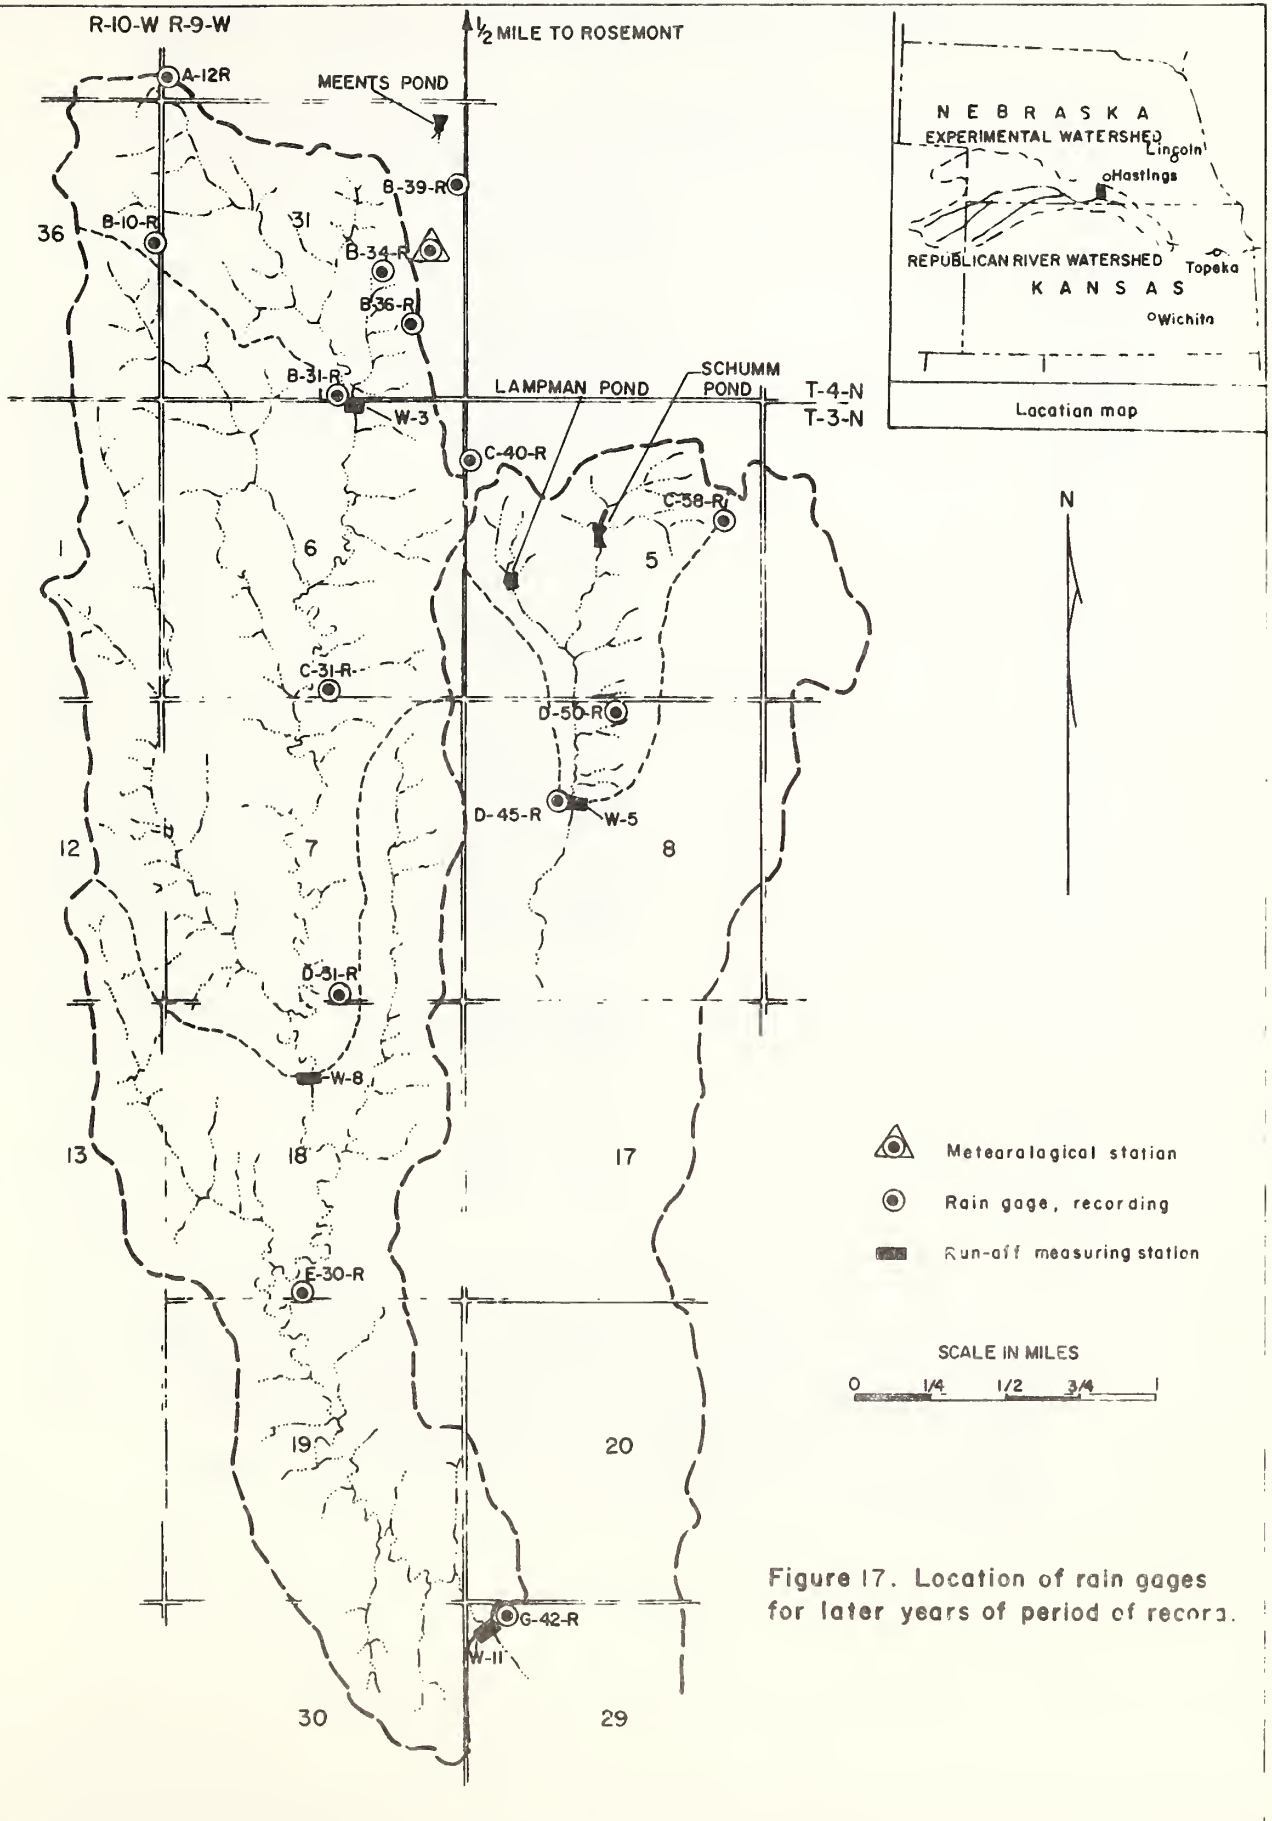 R-10-W R-9-W
1/2 MILE TO ROSEMONT
A-12R
MEENTS POND
B-39-R
31
36
B-10-R
B-34-R
B-36-R
B-31-R
W-3
LAMPMAN POND
SCHUMM
POND
T-4-N
T-3-N
C-40-R
C-58-R
1
6
5
C-31-R
D-50-R
D-45-R
W-5
12
7
8
D-31-R
W-8
13
18
17
E-30-R
19
20
G-42-R
W-11
30
29
NEBRASKA
EXPERIMENTAL WATERSHED
Lincoln
Hastings
REPUBLICAN RIVER WATERSHED
Topeka
KANSAS
Wichita
Location map
N
Meteorological station
Rain gage, recording
Run-off measuring station
SCALE IN MILES
0 1/4 1/2 3/4 1
Figure 17. Location of rain gages
for later years of period of record.